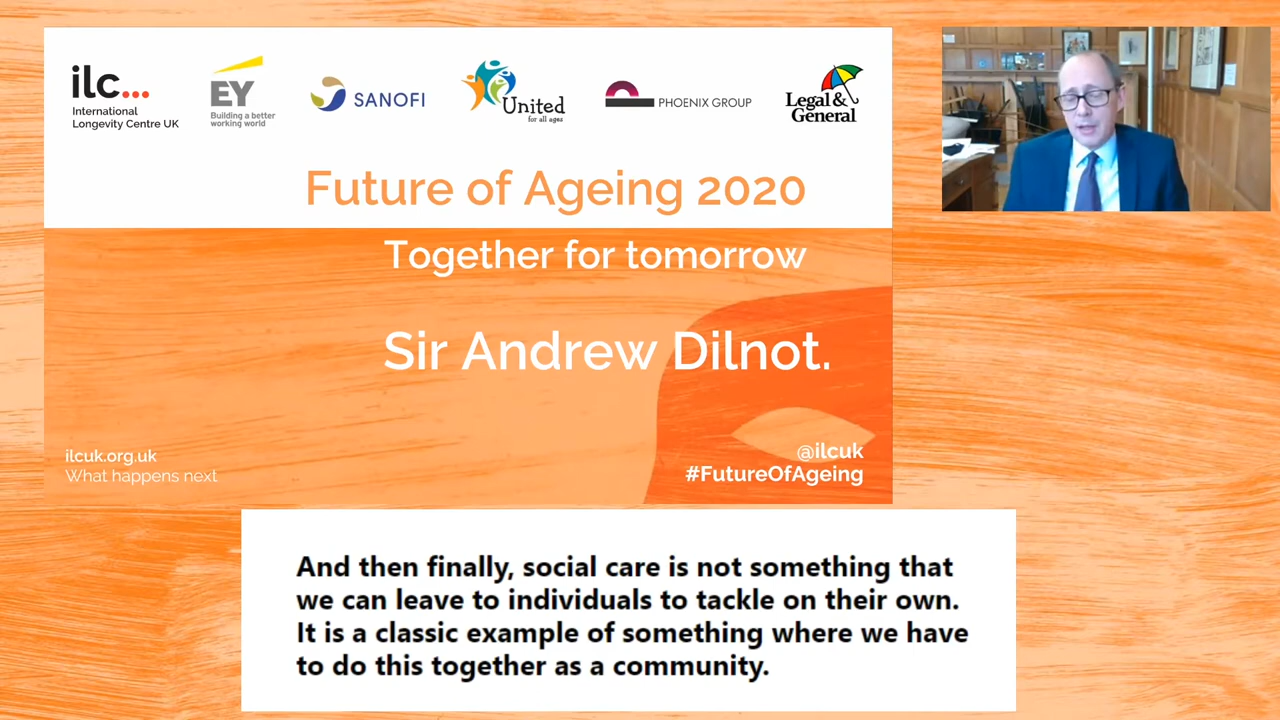 ilc...
International
Longevity Centre UK
EY
Building a better
working world
SANOFI
United
for all ages
PHOENIX GROUP
Legal &
General
Future of Ageing 2020
Together for tomorrow
Sir Andrew Dilnot.
ilcuk.org.uk
What happens next
@ilcuk
#FutureOfAgeing
And then finally, social care is not something that
we can leave to individuals to tackle on their own.
It is a classic example of something where we have
to do this together as a community.